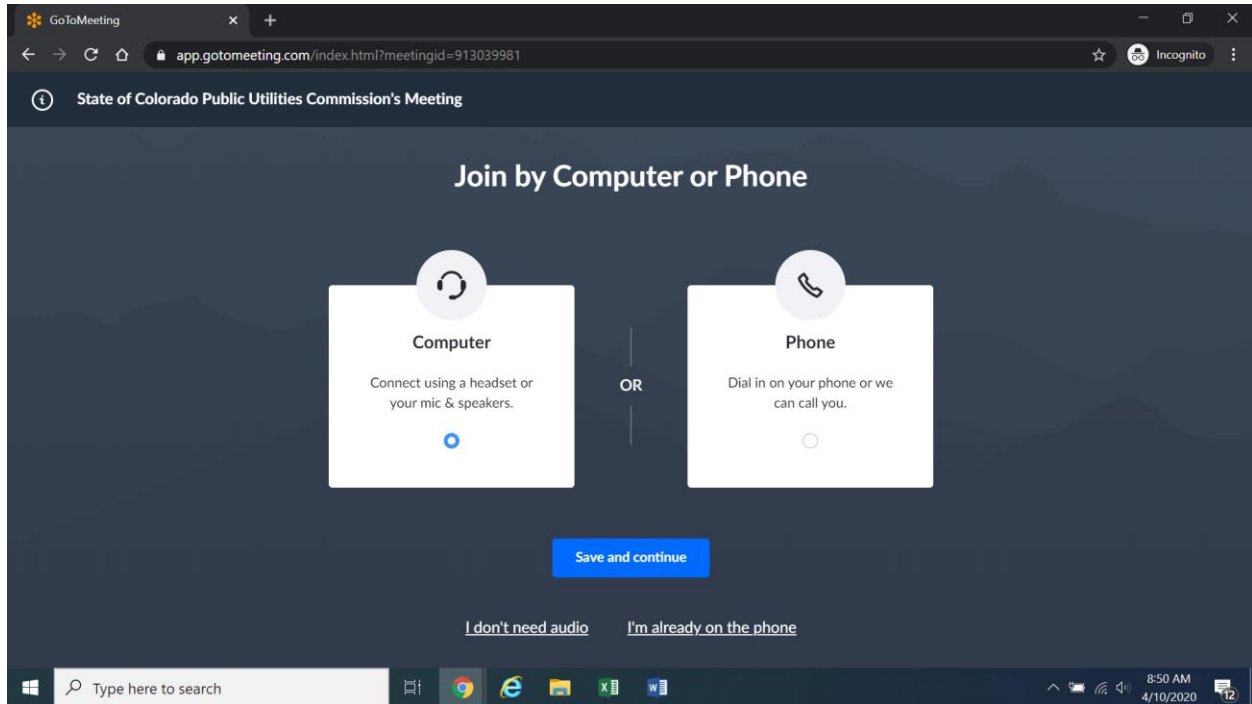 GoToMeeting
app.gotomeeting.com/index.html?meetingid=913039981
Incognito
State of Colorado Public Utilities Commission's Meeting
Join by Computer or Phone
Computer
Connect using a headset or
your mic & speakers.
OR
Phone
Dial in on your phone or we
can call you.
Save and continue
I don't need audio
I'm already on the phone
Type here to search
8:50 AM
4/10/2020
12